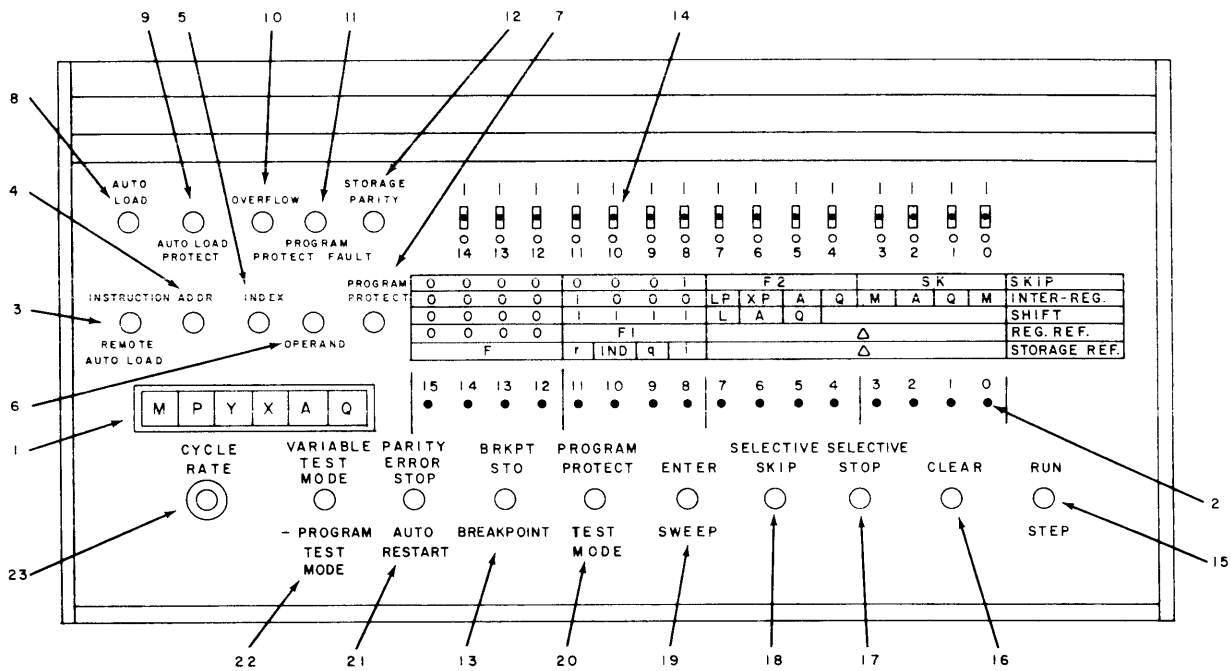 9 5 10 11 12 7 14
8
4
AUTO LOAD
AUTO LOAD PROTECT
OVERFLOW
PROGRAM PROTECT FAULT
STORAGE PARITY
I I I I I I I I I I I I I I I
O O O O O O O O O O O O O O O
14 13 12 11 10 9 8 7 6 5 4 3 2 1 0
3
INSTRUCTION ADDR
INDEX
PROGRAM PROTECT
REMOTE AUTO LOAD
OPERAND
0 0 0 0 0 0 0 1 F2 SK SKIP
0 0 0 0 1 0 0 0 LP XP A Q M A Q M INTER-REG.
0 0 0 0 1 1 1 1 L A Q SHIFT
0 0 0 0 F1 △ REG. REF.
F r IND q i △ STORAGE REF.
6
1
M P Y X A Q
15 14 13 12 11 10 9 8 7 6 5 4 3 2 1 0
CYCLE RATE
VARIABLE TEST MODE
PARITY ERROR STOP
BRKPT STO
PROGRAM PROTECT
ENTER
SELECTIVE SKIP
SELECTIVE STOP
CLEAR
RUN
2
- PROGRAM TEST MODE
AUTO RESTART
BREAKPOINT
TEST MODE
SWEEP
STEP
23
15
22 21 13 20 19 18 17 16